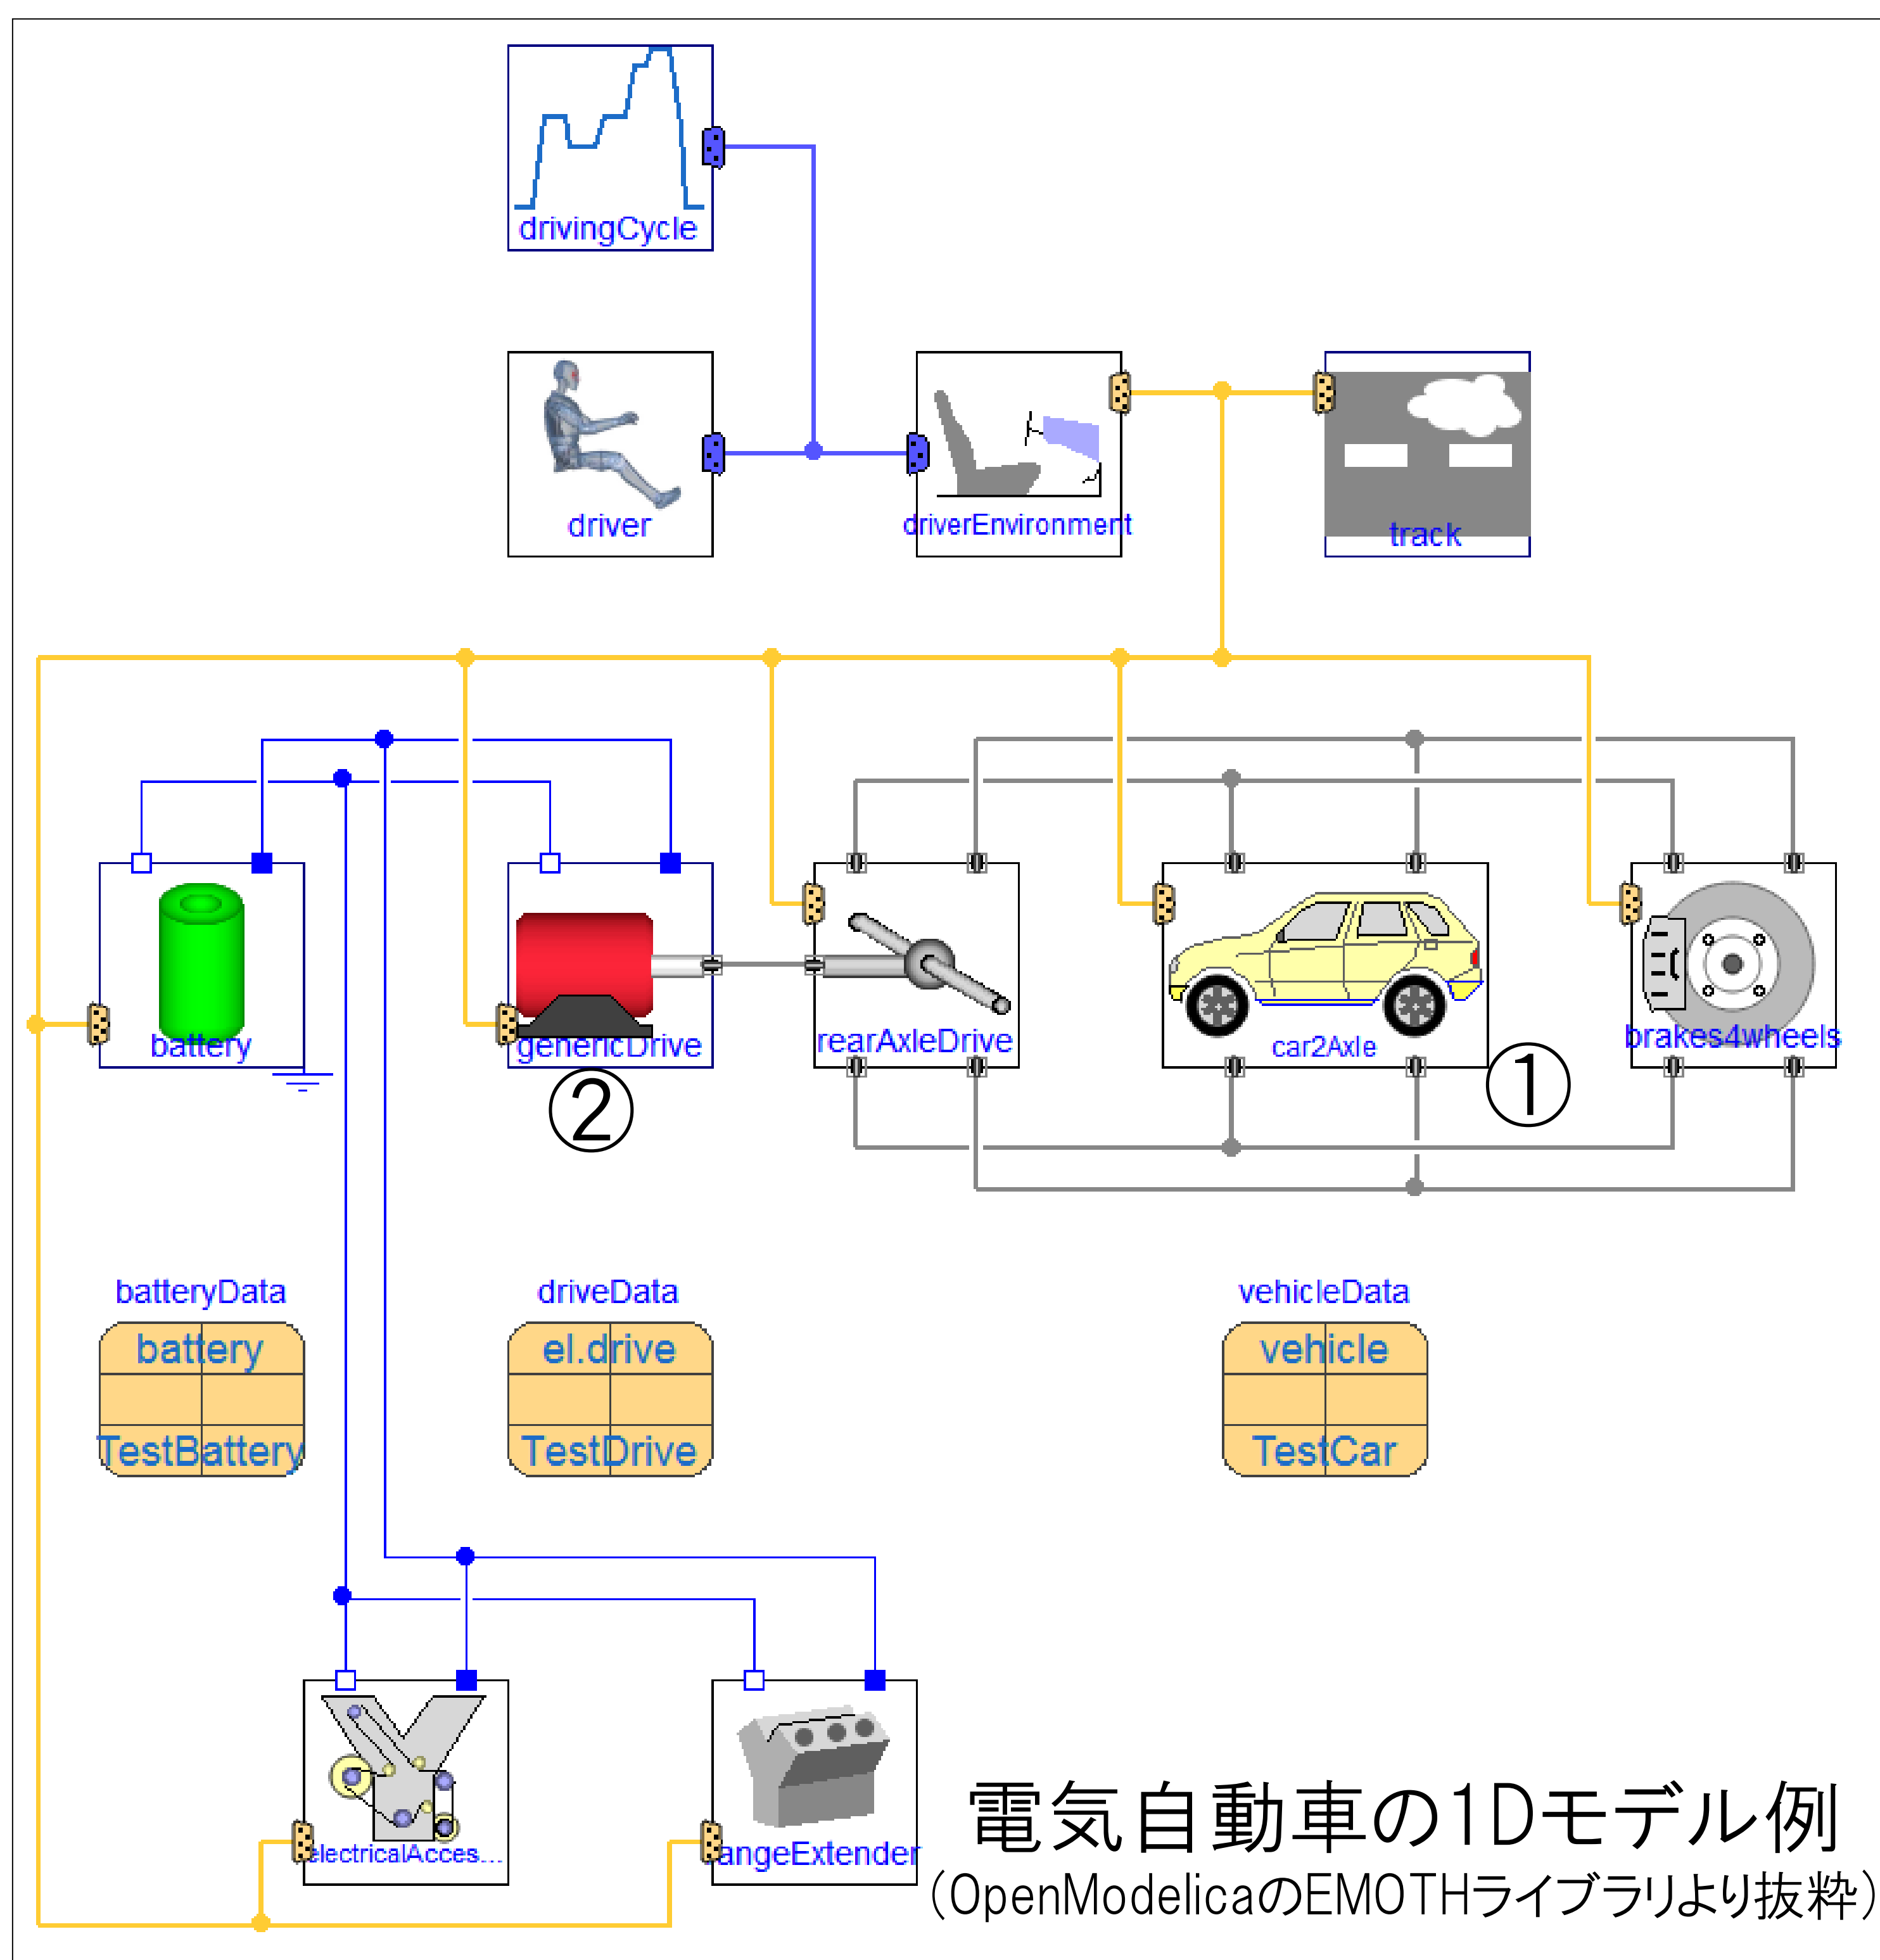 drivingCycle
driver
driverEnvironment
track
battery
genericDrive
rearAxleDrive
car2Axle
brakes4wheels
②
①
batteryData
driveData
vehicleData
battery
el.drive
vehicle
TestBattery
TestDrive
TestCar
electricalAcces...
rangeExtender
電気自動車の1Dモデル例
（OpenModelicaのEMOTHライブラリより抜粋）